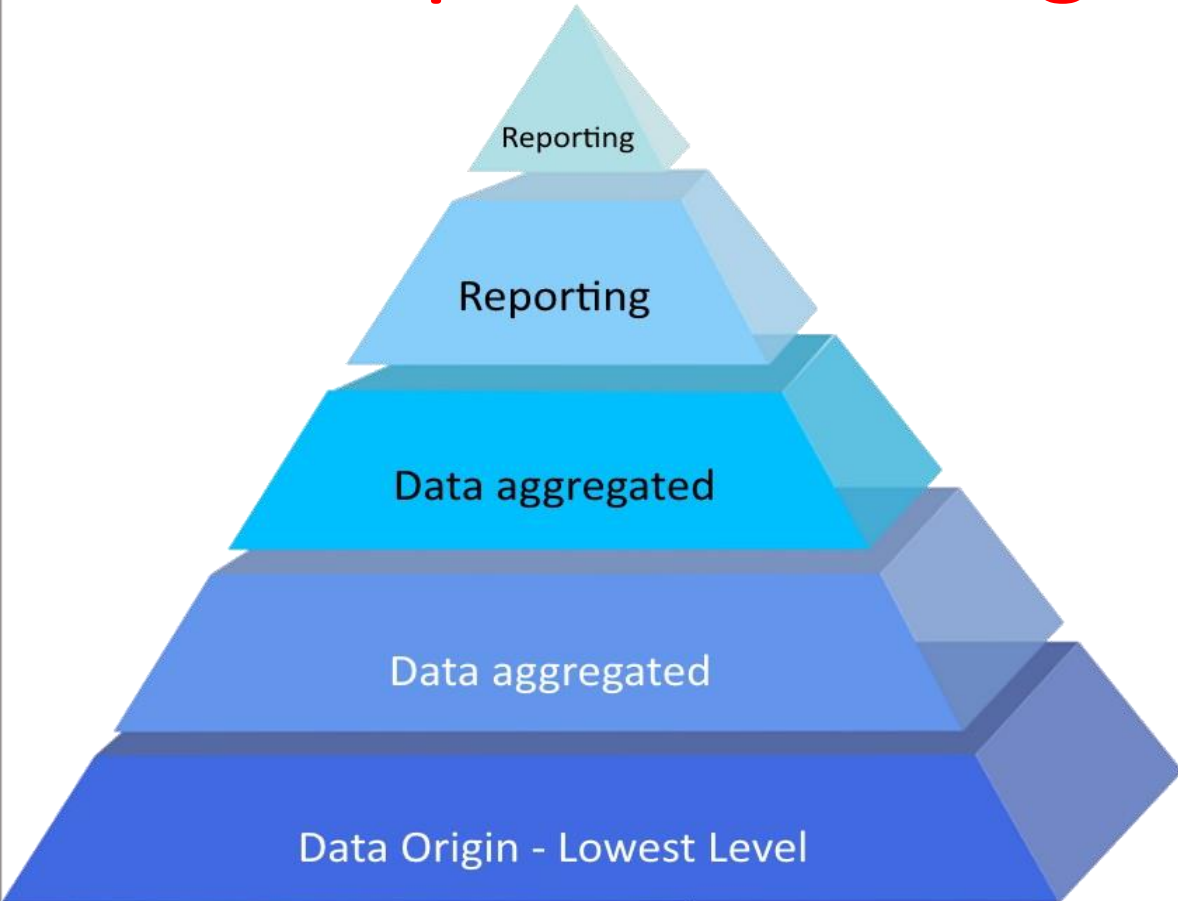 Reporting
Reporting
Data aggregated
Data aggregated
Data Origin - Lowest Level